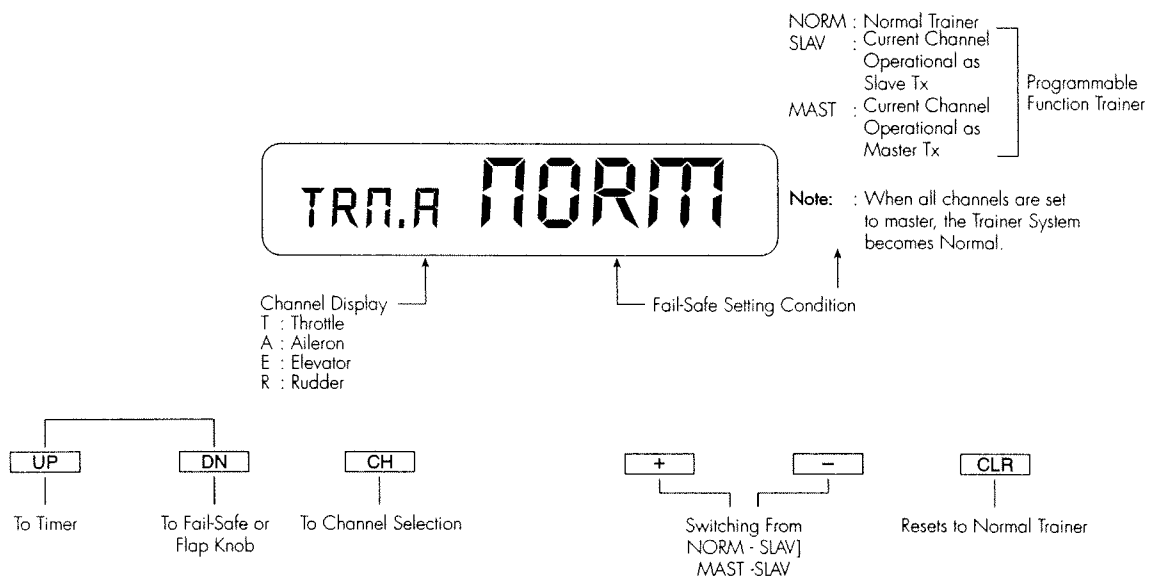 NORM : Normal Trainer
SLAV : Current Channel
Operational as
Slave Tx
MAST : Current Channel
Operational as
Master Tx
Programmable
Function Trainer
TRN.A NORM
Note: : When all channels are set
to master, the Trainer System
becomes Normal.
Channel Display
T : Throttle
A : Aileron
E : Elevator
R : Rudder
Fail-Safe Setting Condition
UP
DN
CH
+
−
CLR
To Timer
To Fail-Safe or
Flap Knob
To Channel Selection
Switching From
NORM - SLAV]
MAST -SLAV
Resets to Normal Trainer